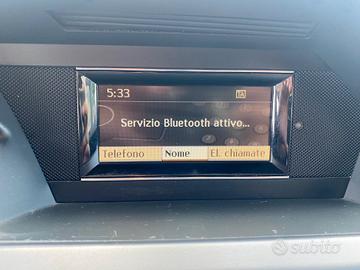 5:33
Servizio Bluetooth attivo...
Telefono Nome El. chiamate
subito